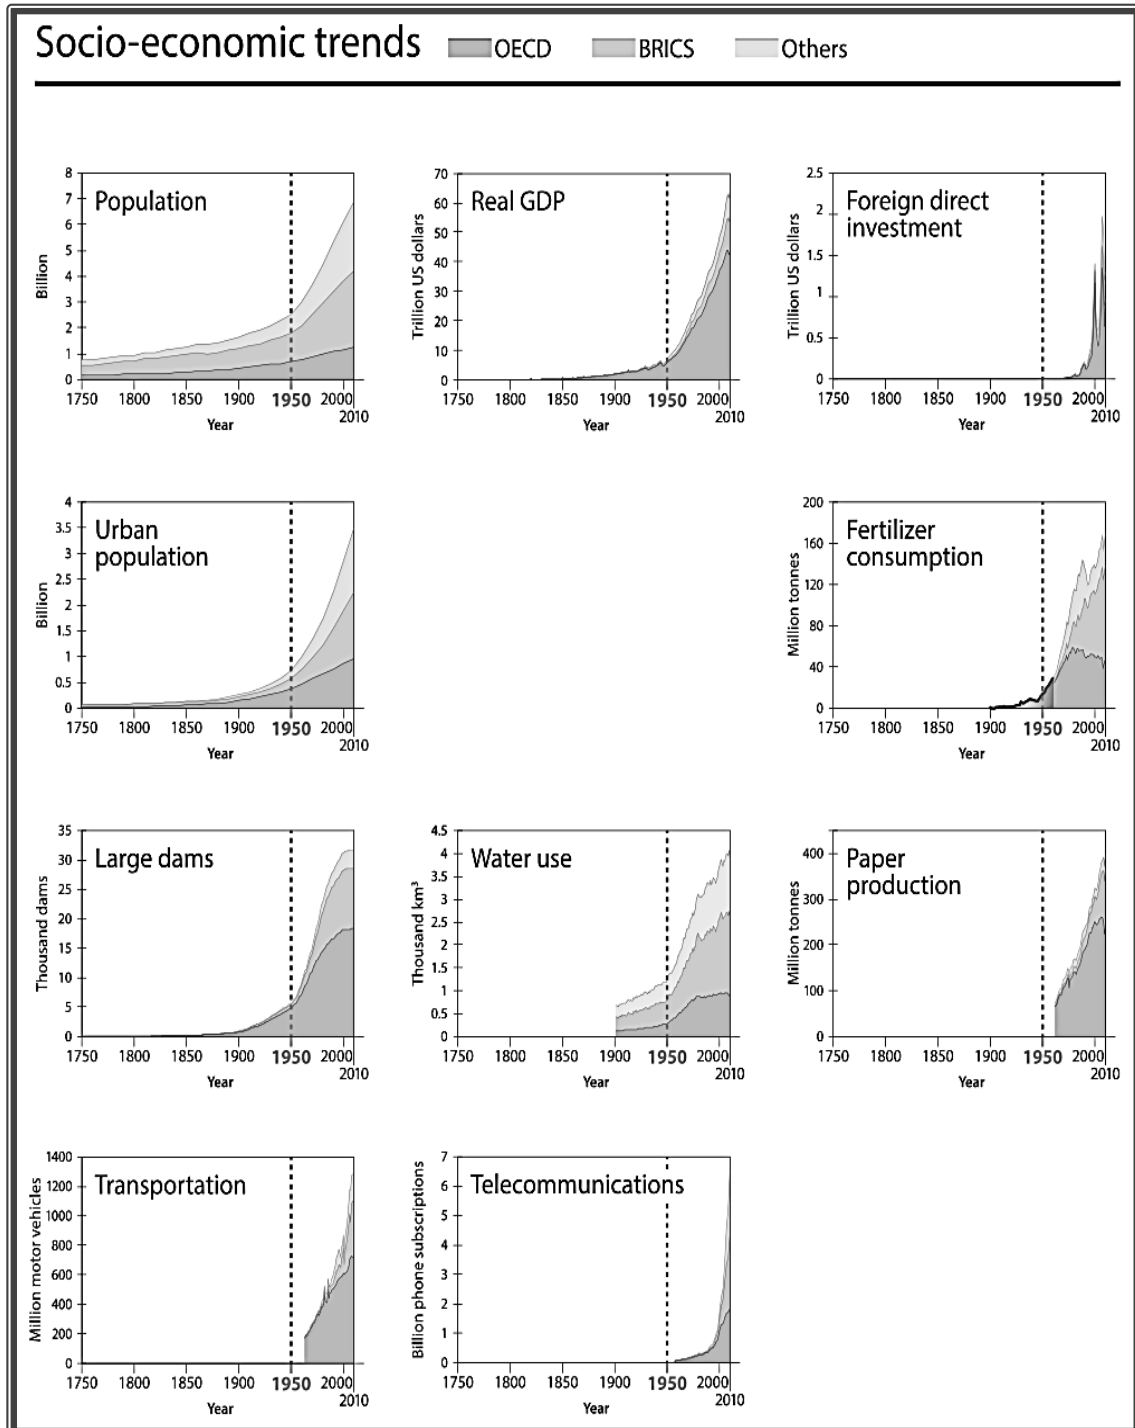 Socio-economic trends OECD BRICS Others
Population
Billion
8
7
6
5
4
3
2
1
0
1750 1800 1850 1900 1950 2000
2010
Year
Real GDP
Trillion US dollars
70
60
50
40
30
20
10
0
1750 1800 1850 1900 1950 2000
2010
Year
Foreign direct
investment
Trillion US dollars
2.5
2
1.5
1
0.5
0
1750 1800 1850 1900 1950 2000
2010
Year
Urban
population
Billion
4
3.5
3
2.5
2
1.5
1
0.5
0
1750 1800 1850 1900 1950 2000
2010
Year
Fertilizer
consumption
Million tonnes
200
160
120
80
40
0
1750 1800 1850 1900 1950 2000
2010
Year
Large dams
Thousand dams
35
30
25
20
15
10
5
0
1750 1800 1850 1900 1950 2000
2010
Year
Water use
Thousand km³
4.5
4
3.5
3
2.5
2
1.5
1
0.5
0
1750 1800 1850 1900 1950 2000
2010
Year
Paper
production
Million tonnes
400
300
200
100
0
1750 1800 1850 1900 1950 2000
2010
Year
Transportation
Million motor vehicles
1400
1200
1000
800
600
400
200
0
1750 1800 1850 1900 1950 2000
2010
Year
Telecommunications
Billion phone subscriptions
7
6
5
4
3
2
1
0
1750 1800 1850 1900 1950 2000
2010
Year